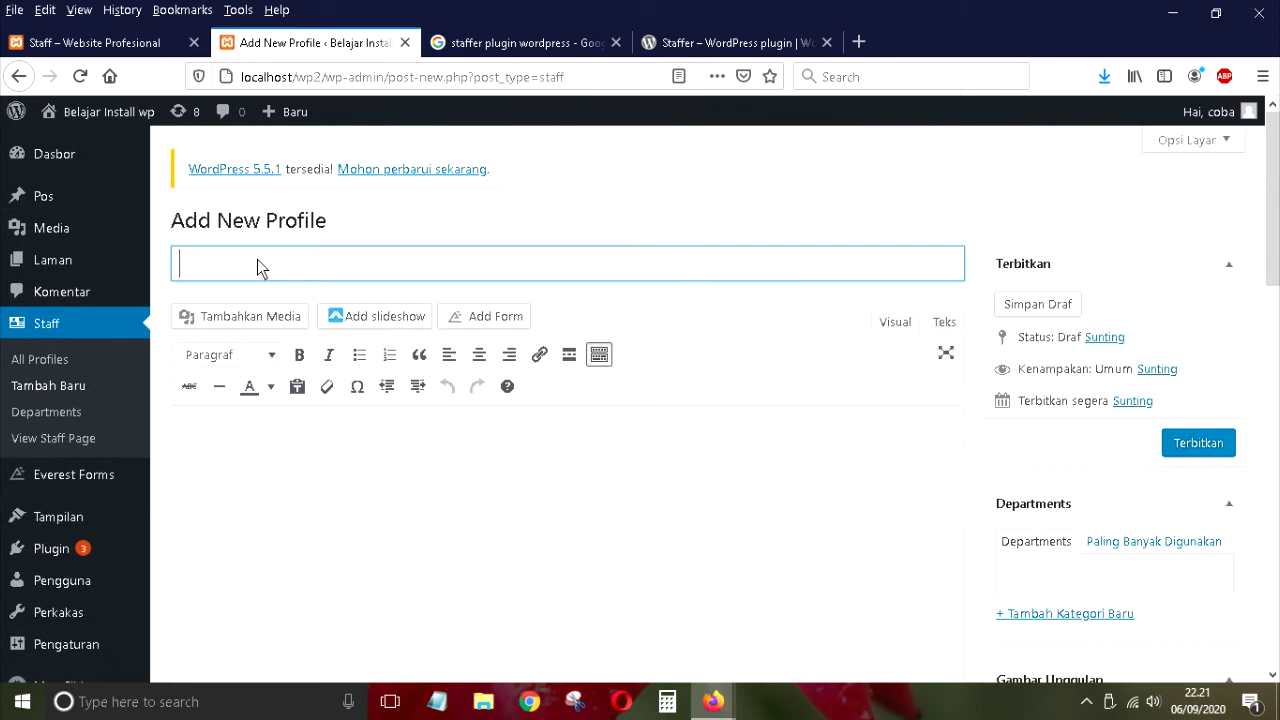 File Edit View History Bookmarks Tools Help
Staff – Website Profesional
Add New Profile ‹ Belajar Instal
staffer plugin wordpress - Goo
Staffer – WordPress plugin | Wo
localhost/wp2/wp-admin/post-new.php?post_type=staff
Search
ABP
Belajar Install wp 8 0 Baru
Hai, coba
Opsi Layar
WordPress 5.5.1 tersedia! Mohon perbarui sekarang.
Dasbor
Pos
Media
Laman
Komentar
Staff
All Profiles
Tambah Baru
Departments
View Staff Page
Everest Forms
Tampilan
Plugin 3
Pengguna
Perkakas
Pengaturan
Add New Profile
Tambahkan Media
Add slideshow
Add Form
Visual Teks
Paragraf
B I
ABC A
Terbitkan
Simpan Draf
Status: Draf Sunting
Kenampakan: Umum Sunting
Terbitkan segera Sunting
Terbitkan
Departments
Departments Paling Banyak Digunakan
+ Tambah Kategori Baru
Gambar Unggulan
Type here to search
22.21
06/09/2020
1